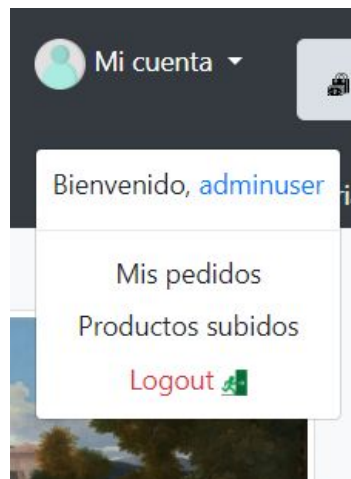 Mi cuenta
Bienvenido, adminuser
Mis pedidos
Productos subidos
Logout